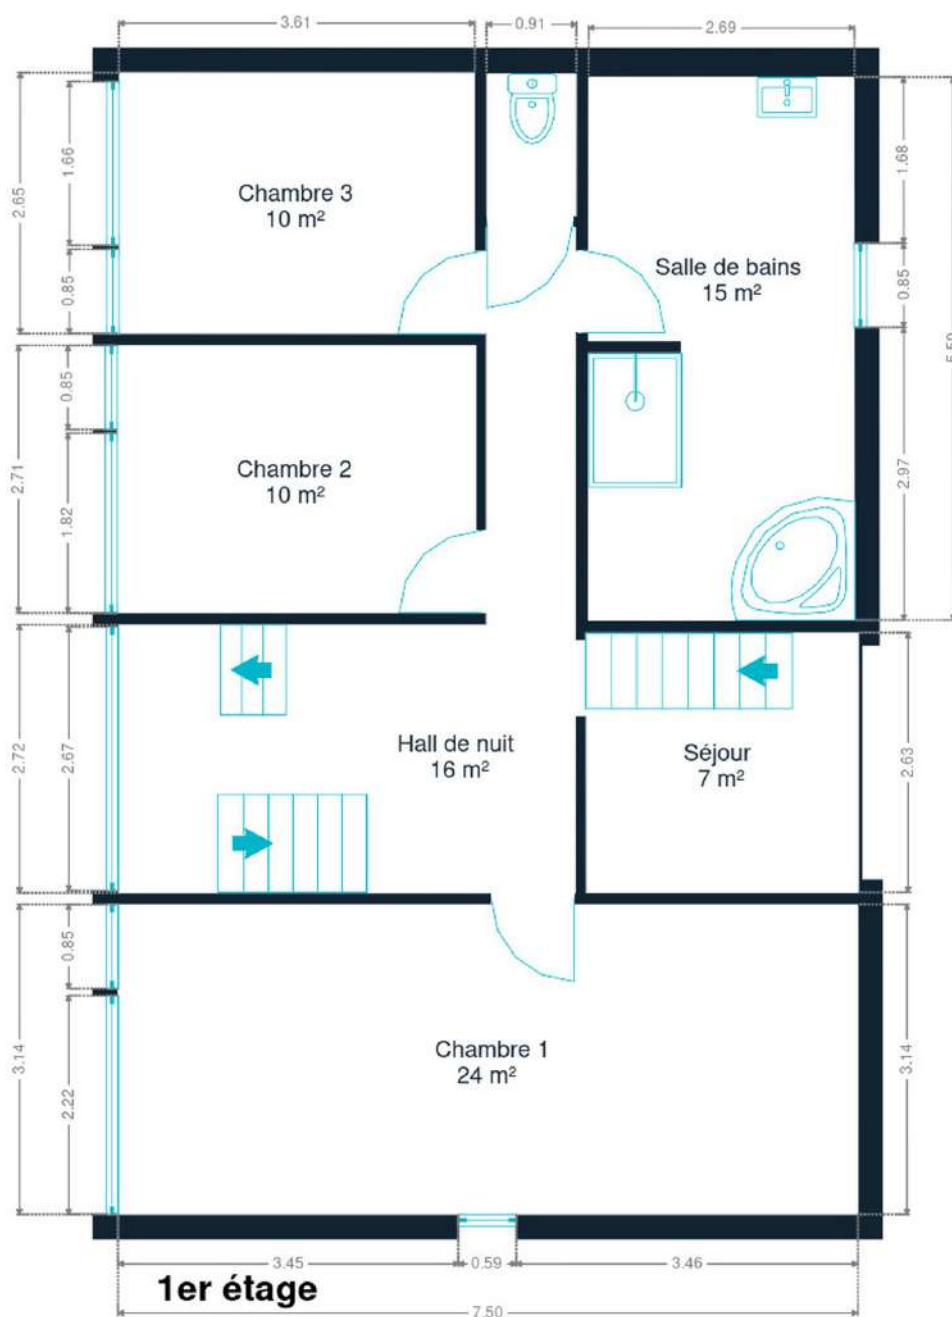 3.61
0.91
2.69
2.65
1.66
0.85
Chambre 3
10 m²
Salle de bains
15 m²
1.68
0.85
2.97
2.71
0.85
1.82
Chambre 2
10 m²
2.72
2.67
Hall de nuit
16 m²
Séjour
7 m²
2.63
3.14
0.85
2.22
Chambre 1
24 m²
3.14
3.45
0.59
3.46
1er étage
7.50